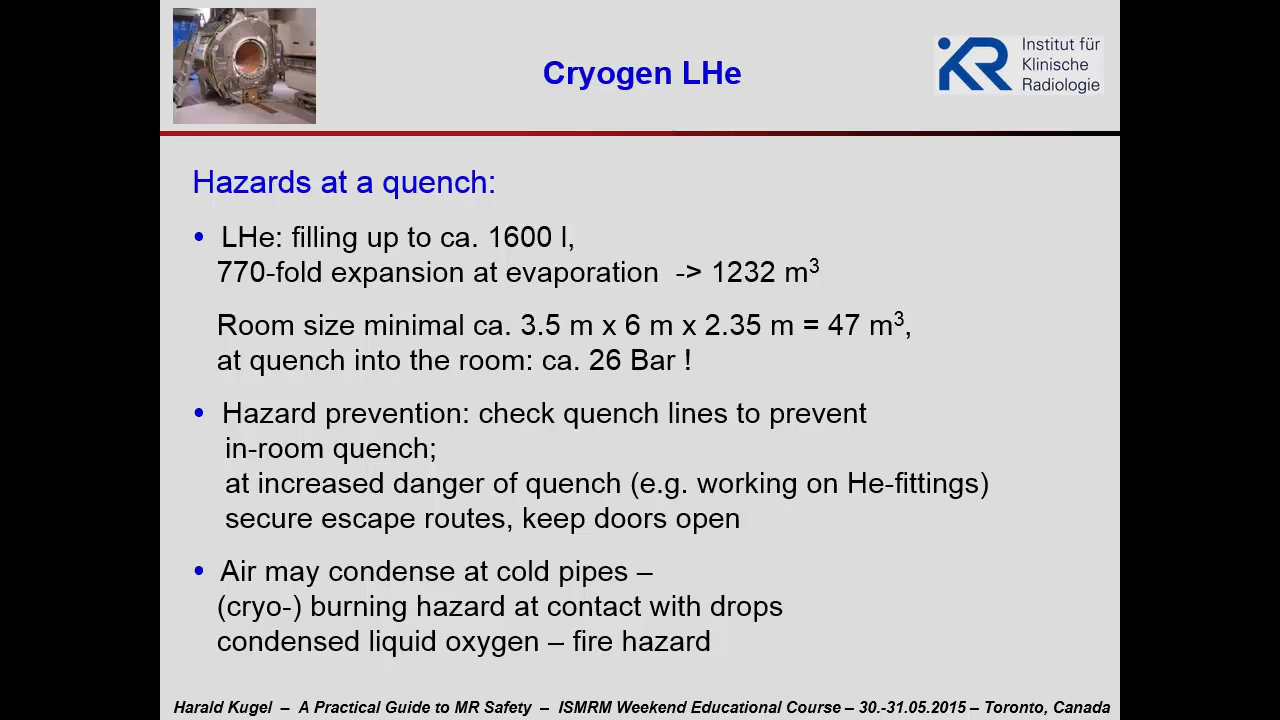 Cryogen LHe
KR
Institut für
Klinische
Radiologie
Hazards at a quench:
• LHe: filling up to ca. 1600 l,
770-fold expansion at evaporation -> 1232 m³
Room size minimal ca. 3.5 m x 6 m x 2.35 m = 47 m³,
at quench into the room: ca. 26 Bar !
• Hazard prevention: check quench lines to prevent
in-room quench;
at increased danger of quench (e.g. working on He-fittings)
secure escape routes, keep doors open
• Air may condense at cold pipes –
(cryo-) burning hazard at contact with drops
condensed liquid oxygen – fire hazard
Harald Kugel – A Practical Guide to MR Safety – ISMRM Weekend Educational Course – 30.-31.05.2015 – Toronto, Canada